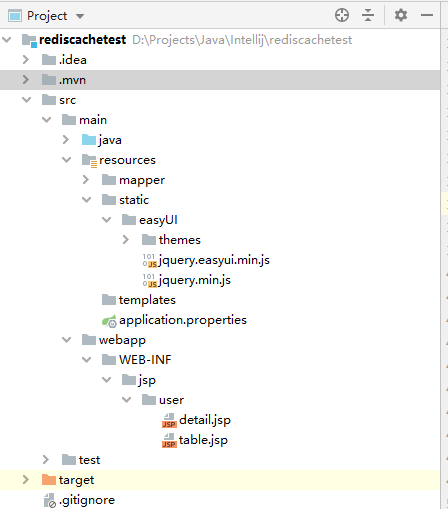 Project
rediscachetest D:\Projects\Java\Intellij\rediscachetest
.idea
.mvn
src
main
java
resources
mapper
static
easyUI
themes
jquery.easyui.min.js
jquery.min.js
templates
application.properties
webapp
WEB-INF
jsp
user
detail.jsp
table.jsp
test
target
.gitignore